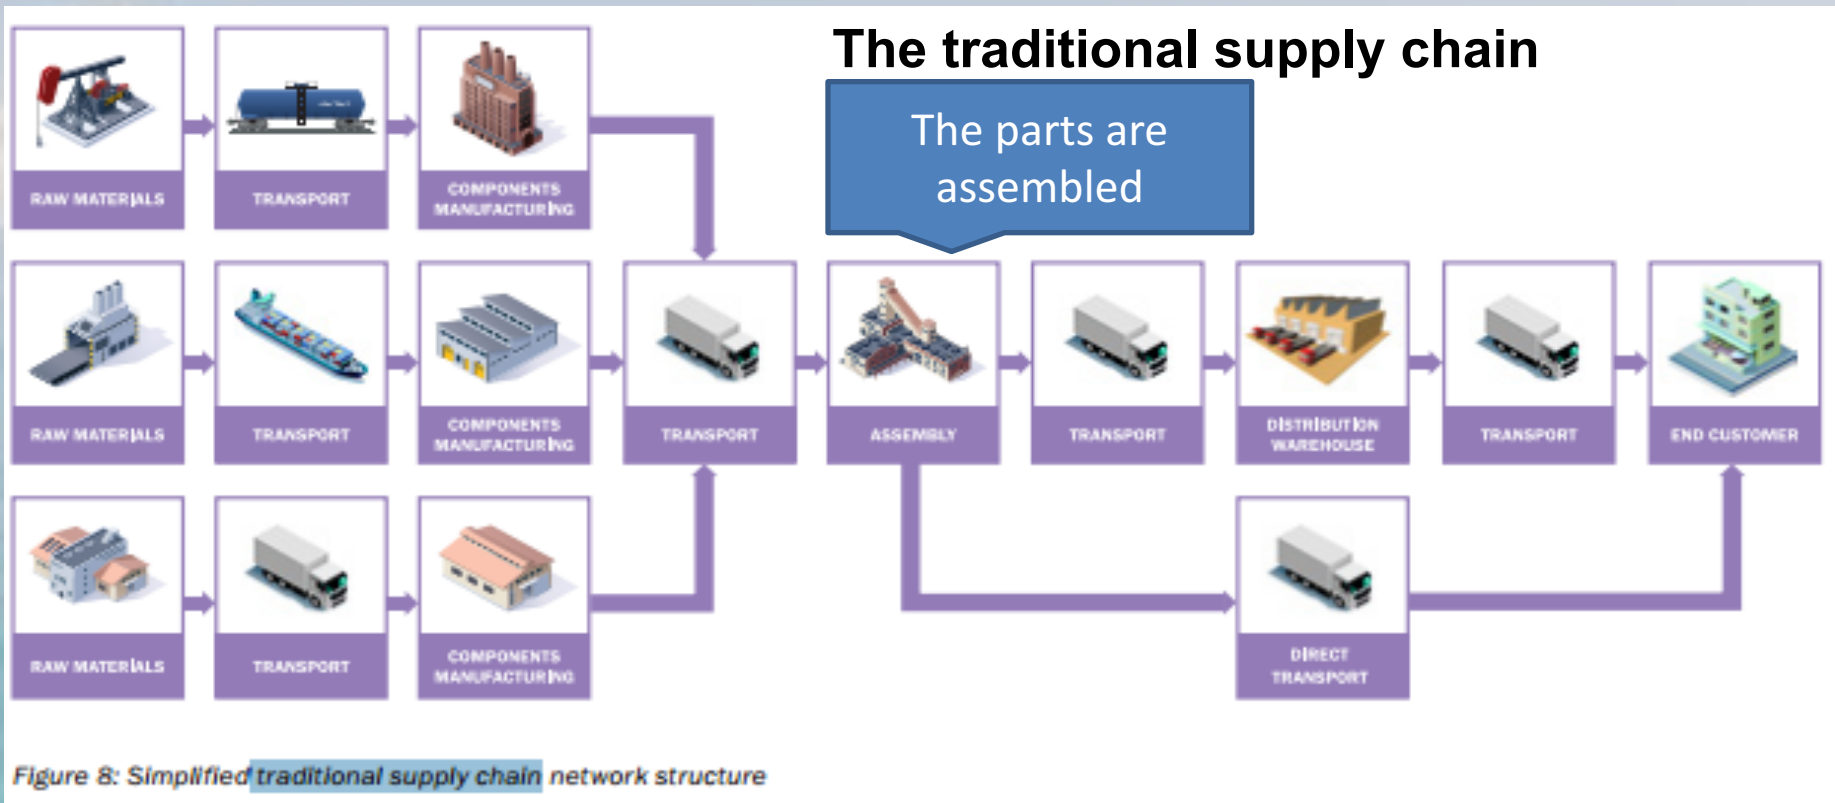 The traditional supply chain
The parts are
assembled
RAW MATERIALS
TRANSPORT
COMPONENTS
MANUFACTURING
RAW MATERIALS
TRANSPORT
COMPONENTS
MANUFACTURING
TRANSPORT
ASSEMBLY
TRANSPORT
DISTRIBUTION
WAREHOUSE
TRANSPORT
END CUSTOMER
RAW MATERIALS
TRANSPORT
COMPONENTS
MANUFACTURING
DIRECT
TRANSPORT
Figure 8: Simplified traditional supply chain network structure